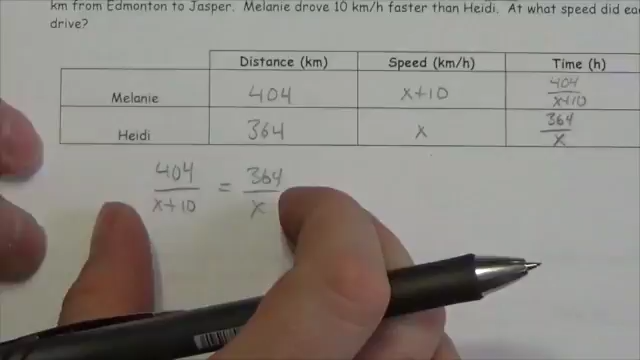 km from Edmonton to Jasper. Melanie drove 10 km/h faster than Heidi. At what speed did
drive?
Distance (km) Speed (km/h) Time (h)
Melanie 404 x+10 404/x+10
Heidi 364 x 364/x
404/x+10 = 364/x